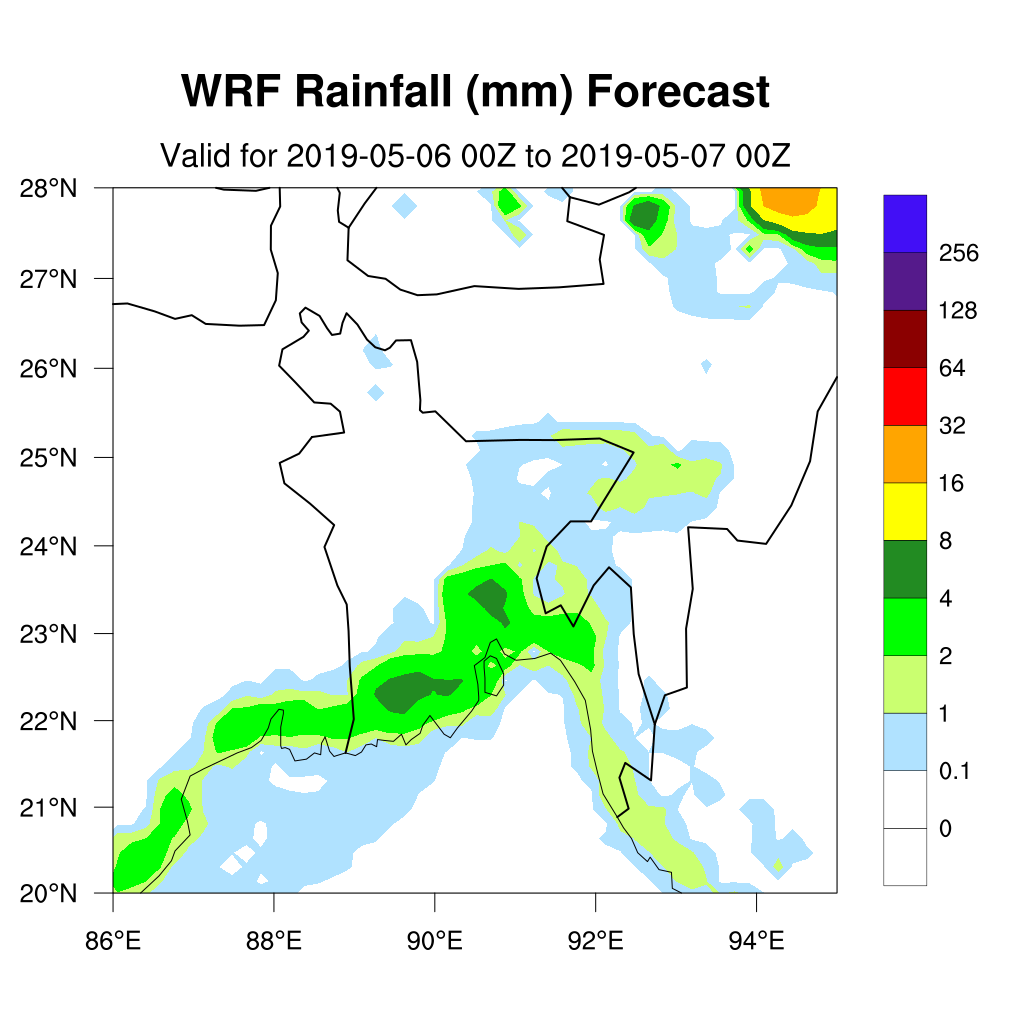 WRF Rainfall (mm) Forecast
Valid for 2019-05-06 00Z to 2019-05-07 00Z
28°N
27°N
26°N
25°N
24°N
23°N
22°N
21°N
20°N
86°E 88°E 90°E 92°E 94°E
256
128
64
32
16
8
4
2
1
0.1
0